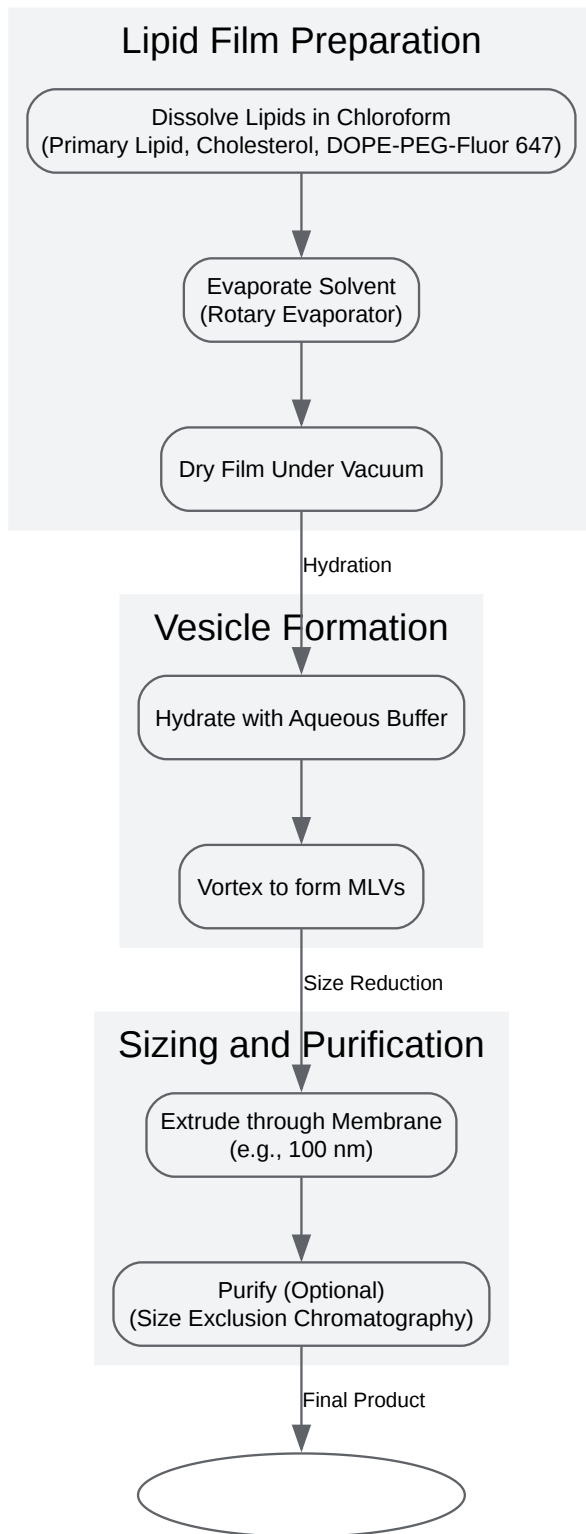 Lipid Film Preparation
Dissolve Lipids in Chloroform
(Primary Lipid, Cholesterol, DOPE-PEG-Fluor 647)
Evaporate Solvent
(Rotary Evaporator)
Dry Film Under Vacuum
Hydration
Vesicle Formation
Hydrate with Aqueous Buffer
Vortex to form MLVs
Size Reduction
Sizing and Purification
Extrude through Membrane
(e.g., 100 nm)
Purify (Optional)
(Size Exclusion Chromatography)
Final Product